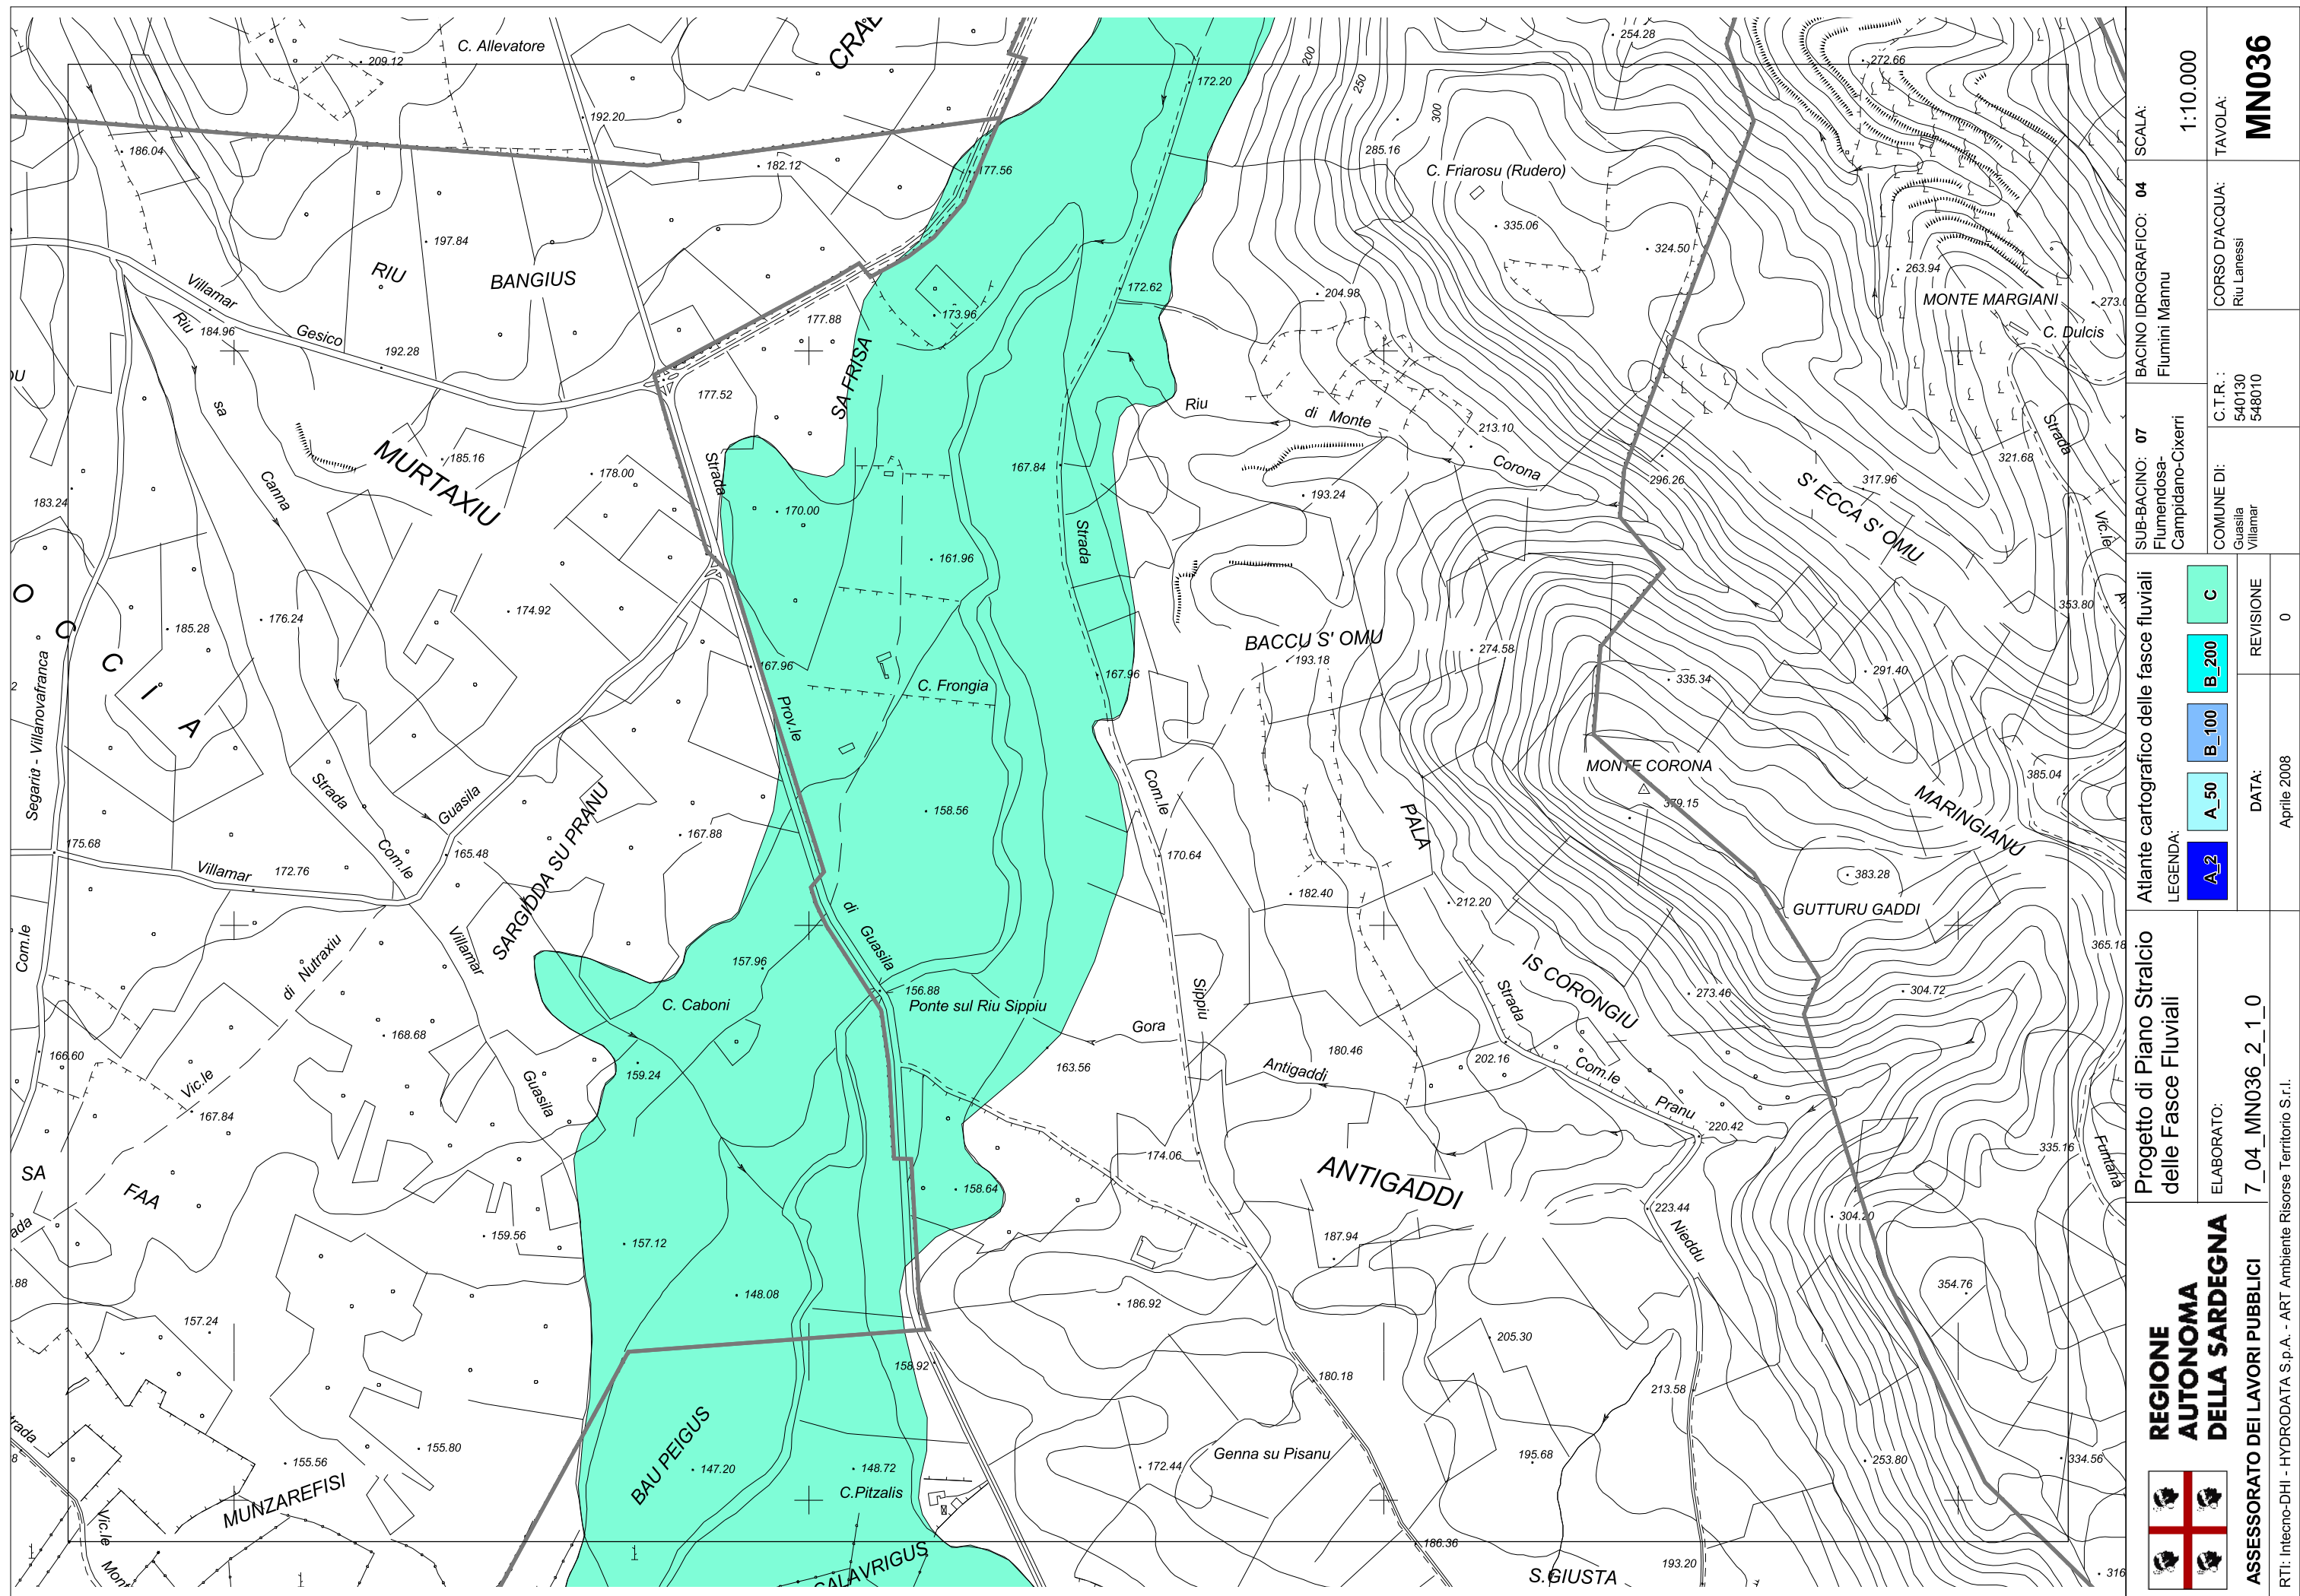 C. Allevatore
209.12
CRAE
254.28
272.66
200
250
300
172.20
192.20
186.04
182.12
177.56
285.16
C. Friarosu (Rudero)
335.06
324.50
197.84
RIU
BANGIUS
263.94
MONTE MARGIANI
C. Dulcis
Villamar
Gesico
184.96
192.28
Riu
sa
Canna
172.62
204.98
173.96
177.88
SA FRISA
177.52
Riu
di Monte
Corona
213.10
MURTAXIU
185.16
178.00
Strada
170.00
167.84
193.24
296.26
S' ECCA S' OMU
317.96
321.68
Strada
Vic.le
183.24
Strada
161.96
174.92
176.24
185.28
O
C
C
I
A
Segariu - Villanovafranca
BACCU S' OMU
193.18
274.58
353.80
291.40
335.34
167.96
167.96
C. Frongia
Prov.le
MONTE CORONA
379.15
385.04
MARINGIANU
Com.le
PALA
158.56
Strada
Com.le
Guasila
SARGIDDA SU PRANU
167.88
165.48
175.68
Villamar
172.76
170.64
182.40
212.20
383.28
GUTTURU GADDI
365.18
di
Guasila
Com.le
di Nutraxiu
Vic.le
Villamar
157.96
C. Caboni
156.88
Ponte sul Riu Sippiu
Sippiu
Gora
Antigaddi
180.46
IS CORONGIU
Strada
Com.le
Pranu
273.46
304.72
202.16
168.68
166.60
167.84
159.24
Guasila
163.56
220.42
335.16
Funtana
SA
FAA
174.06
ANTIGADDI
158.64
223.44
304.20
Nieddu
159.56
157.12
187.94
354.76
148.08
186.92
157.24
205.30
158.92
180.18
213.58
BAU PEIGUS
Genna su Pisanu
155.80
155.56
147.20
148.72
C.Pitzalis
172.44
195.68
253.80
334.56
MUNZAREFISI
Vic.le
186.36
193.20
S.GIUSTA
SALAVRIGUS
316
REGIONE
AUTONOMA
DELLA SARDEGNA
ASSESSORATO DEI LAVORI PUBBLICI
Progetto di Piano Stralcio
delle Fasce Fluviali
ELABORATO:
7_04_MN036_2_1_0
Atlante cartografico delle fasce fluviali
LEGENDA:
A_2
A_50
B_100
B_200
C
DATA:
Aprile 2008
REVISIONE
0
SUB-BACINO: 07
Flumendosa-
Campidano-Cixerri
BACINO IDROGRAFICO: 04
Flumini Mannu
SCALA:
1:10.000
COMUNE DI:
Guasila
Villamar
C.T.R. :
540130
548010
CORSO D'ACQUA:
Riu Lanessi
TAVOLA:
MN036
RTI: Intecno-DHI - HYDRODATA S.p.A. - ART Ambiente Risorse Territorio S.r.l.